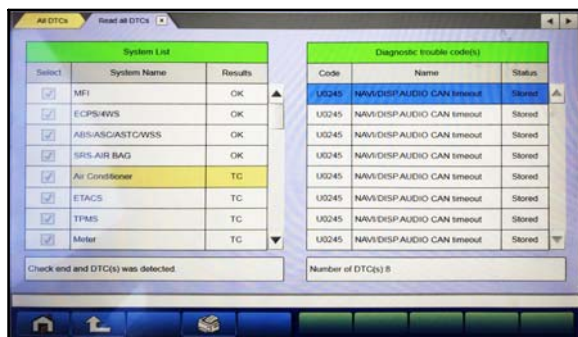 All DTCs Read all DTCs x
System List
Select System Name Results
MFI OK
ECPS/4WS OK
ABS/ASC/ASTC/WSS OK
SRS-AIR BAG OK
Air Conditioner TC
ETACS TC
TPMS TC
Meter TC
Check end and DTC(s) was detected.
Diagnostic trouble code(s)
Code Name Status
U0245 NAVI/DISP.AUDIO CAN timeout Stored
U0245 NAVI/DISP.AUDIO CAN timeout Stored
U0245 NAVI/DISP.AUDIO CAN timeout Stored
U0245 NAVI/DISP.AUDIO CAN timeout Stored
U0245 NAVI/DISP.AUDIO CAN timeout Stored
U0245 NAVI/DISP.AUDIO CAN timeout Stored
U0245 NAVI/DISP.AUDIO CAN timeout Stored
U0245 NAVI/DISP.AUDIO CAN timeout Stored
Number of DTC(s) 8